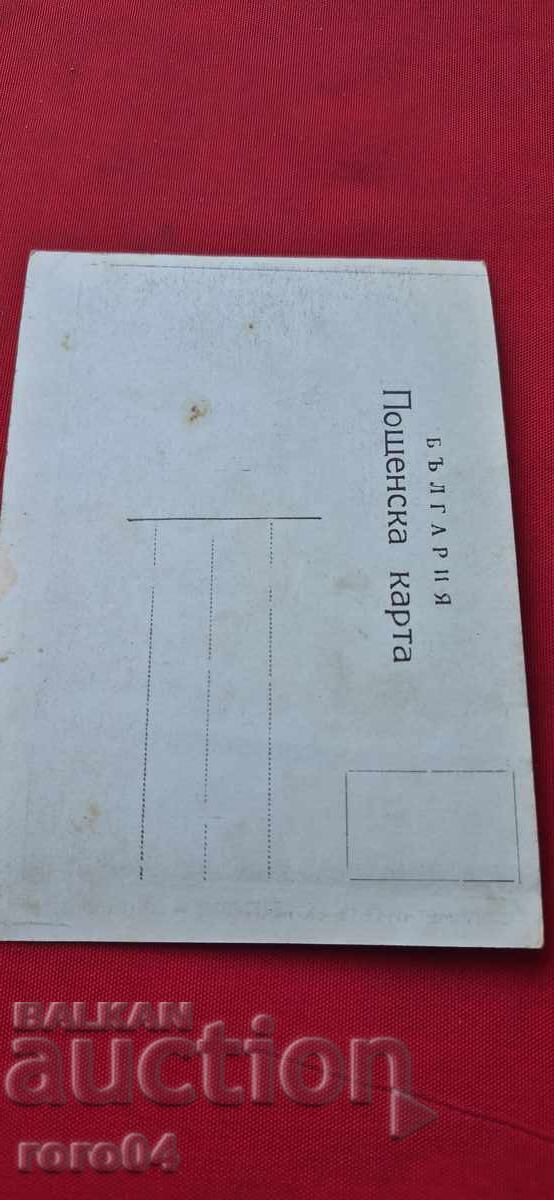 БЪЛГАРИЯ
Пощенска карта
BALKAN
auction
roro04